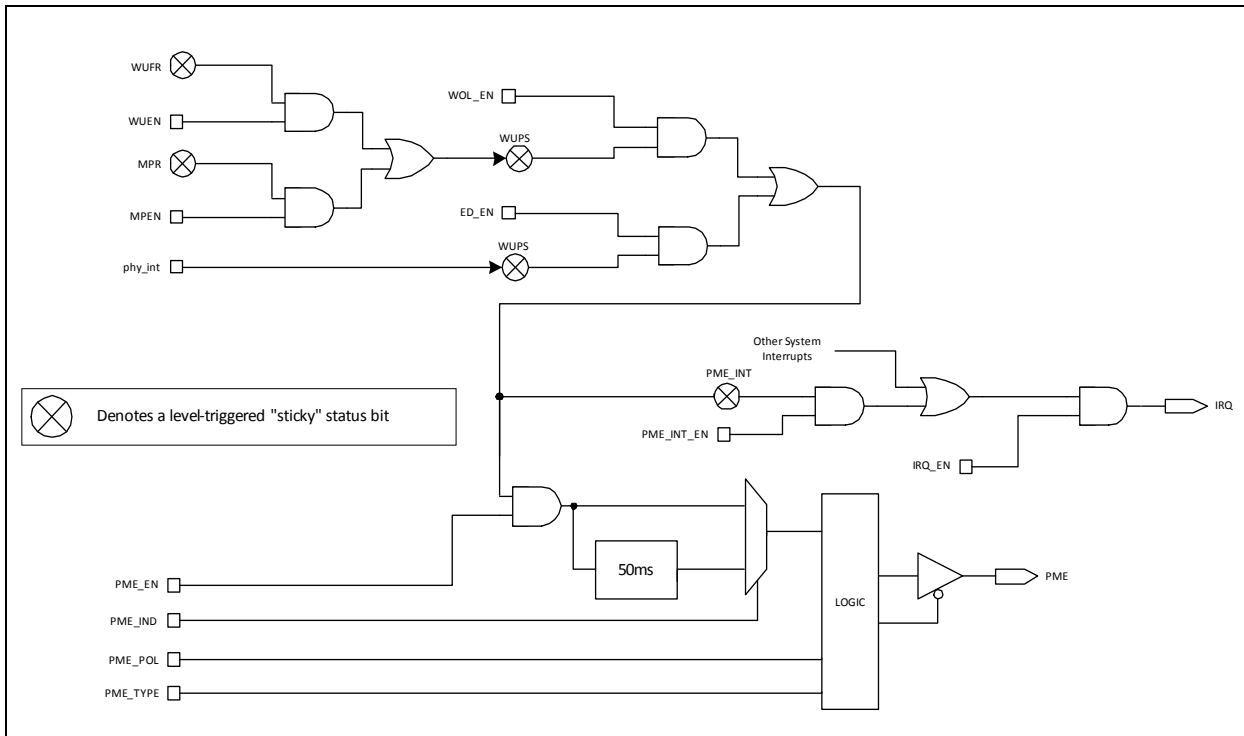 WUFR
WUEN
MPR
MPEN
phy_int
WOL_EN
WUPS
ED_EN
WUPS
Other System
Interrupts
PME_INT
PME_INT_EN
IRQ_EN
IRQ
Denotes a level-triggered "sticky" status bit
50ms
LOGIC
PME
PME_EN
PME_IND
PME_POL
PME_TYPE